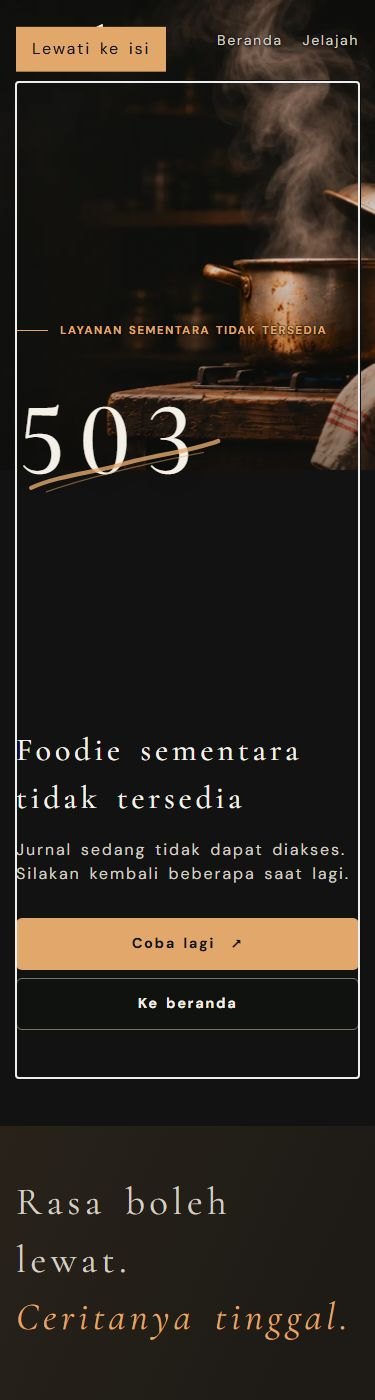 Lewati ke isi
Beranda Jelajah
LAYANAN SEMENTARA TIDAK TERSEDIA
503
Foodie sementara
tidak tersedia
Jurnal sedang tidak dapat diakses.
Silakan kembali beberapa saat lagi.
Coba lagi ↗
Ke beranda
Rasa boleh
lewat.
Ceritanya tinggal.